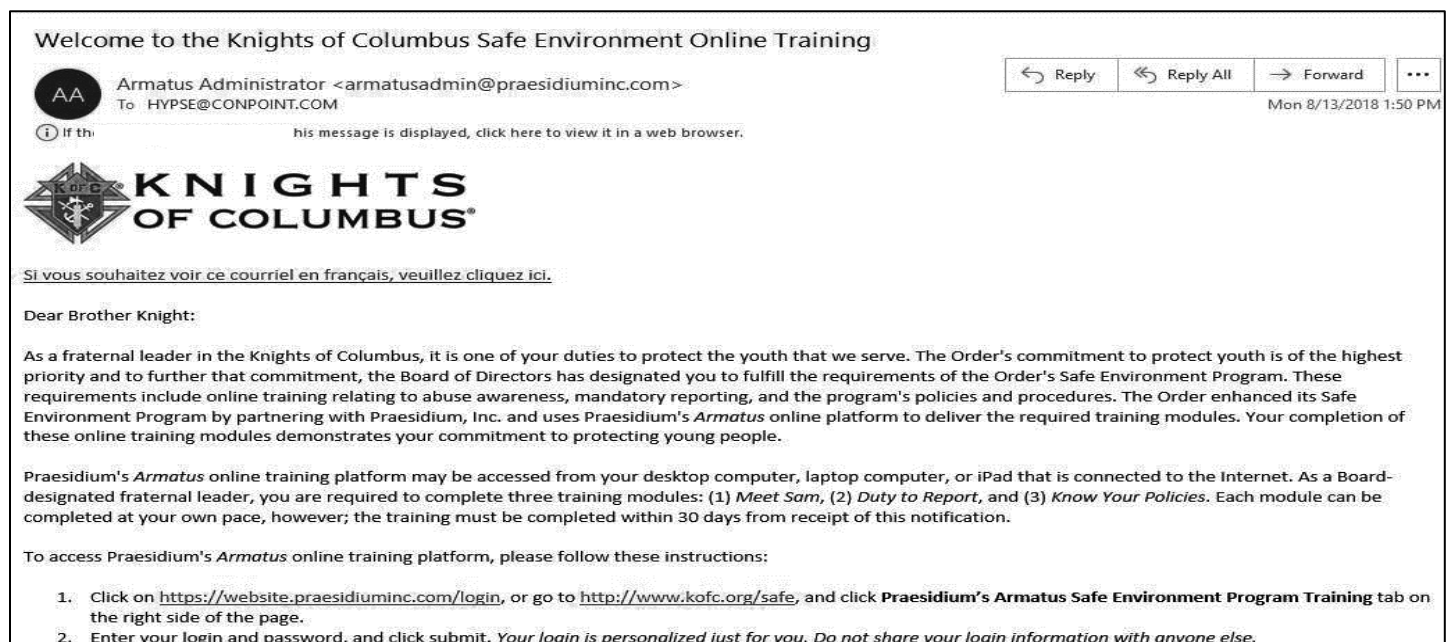 Welcome to the Knights of Columbus Safe Environment Online Training
AA
Armatus Administrator <armatusadmin@praesidiuminc.com>
To HYPSE@CONPOINT.COM
Reply Reply All Forward ...
Mon 8/13/2018 1:50 PM
If th his message is displayed, click here to view it in a web browser.
K OF C
KNIGHTS
OF COLUMBUS®
Si vous souhaitez voir ce courriel en français, veuillez cliquez ici.
Dear Brother Knight:
As a fraternal leader in the Knights of Columbus, it is one of your duties to protect the youth that we serve. The Order's commitment to protect youth is of the highest
priority and to further that commitment, the Board of Directors has designated you to fulfill the requirements of the Order's Safe Environment Program. These
requirements include online training relating to abuse awareness, mandatory reporting, and the program's policies and procedures. The Order enhanced its Safe
Environment Program by partnering with Praesidium, Inc. and uses Praesidium's Armatus online platform to deliver the required training modules. Your completion of
these online training modules demonstrates your commitment to protecting young people.
Praesidium's Armatus online training platform may be accessed from your desktop computer, laptop computer, or iPad that is connected to the Internet. As a Board-
designated fraternal leader, you are required to complete three training modules: (1) Meet Sam, (2) Duty to Report, and (3) Know Your Policies. Each module can be
completed at your own pace, however; the training must be completed within 30 days from receipt of this notification.
To access Praesidium's Armatus online training platform, please follow these instructions:
1. Click on https://website.praesidiuminc.com/login, or go to http://www.kofc.org/safe, and click Praesidium's Armatus Safe Environment Program Training tab on
the right side of the page.
2. Enter your login and password, and click submit. Your login is personalized just for you. Do not share your login information with anyone else.